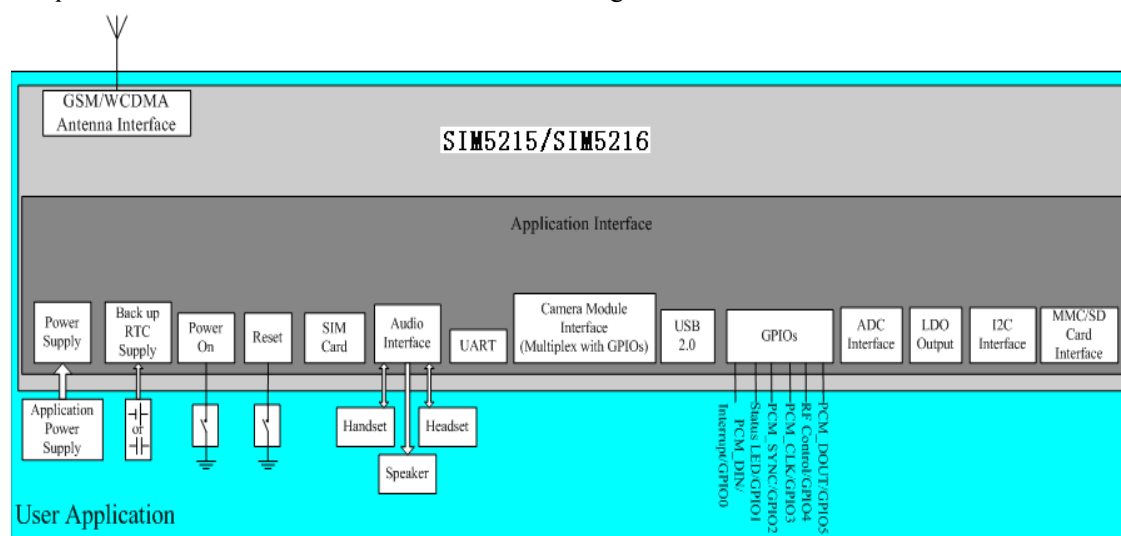 GSM/WCDMA
Antenna Interface
SIM5215/SIM5216
Application Interface
Power
Supply
Back up
RTC
Supply
Power
On
Reset
SIM
Card
Audio
Interface
UART
Camera Module
Interface
(Multiplex with GPIOs)
USB
2.0
GPIOs
ADC
Interface
LDO
Output
I2C
Interface
MMC/SD
Card
Interface
Application
Power
Supply
or
Handset
Headset
Speaker
PCM_DIN/
Interrupt/GPIO0
Status LED/GPIO1
PCM_SYNC/GPIO2
PCM_CLK/GPIO3
RF Control/GPIO4
PCM_DOUT/GPIO5
User Application